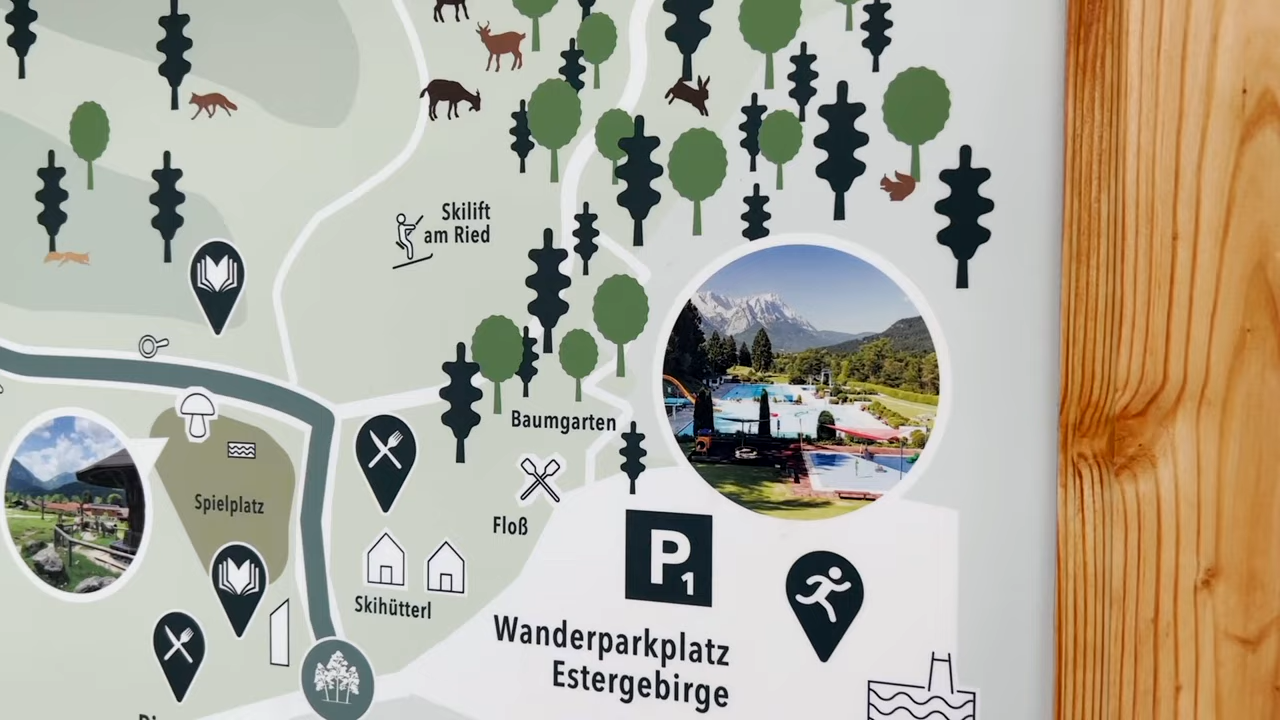 Skilift
am Ried
Baumgarten
Spielplatz
Floß
P1
Skihütterl
Wanderparkplatz
Estergebirge